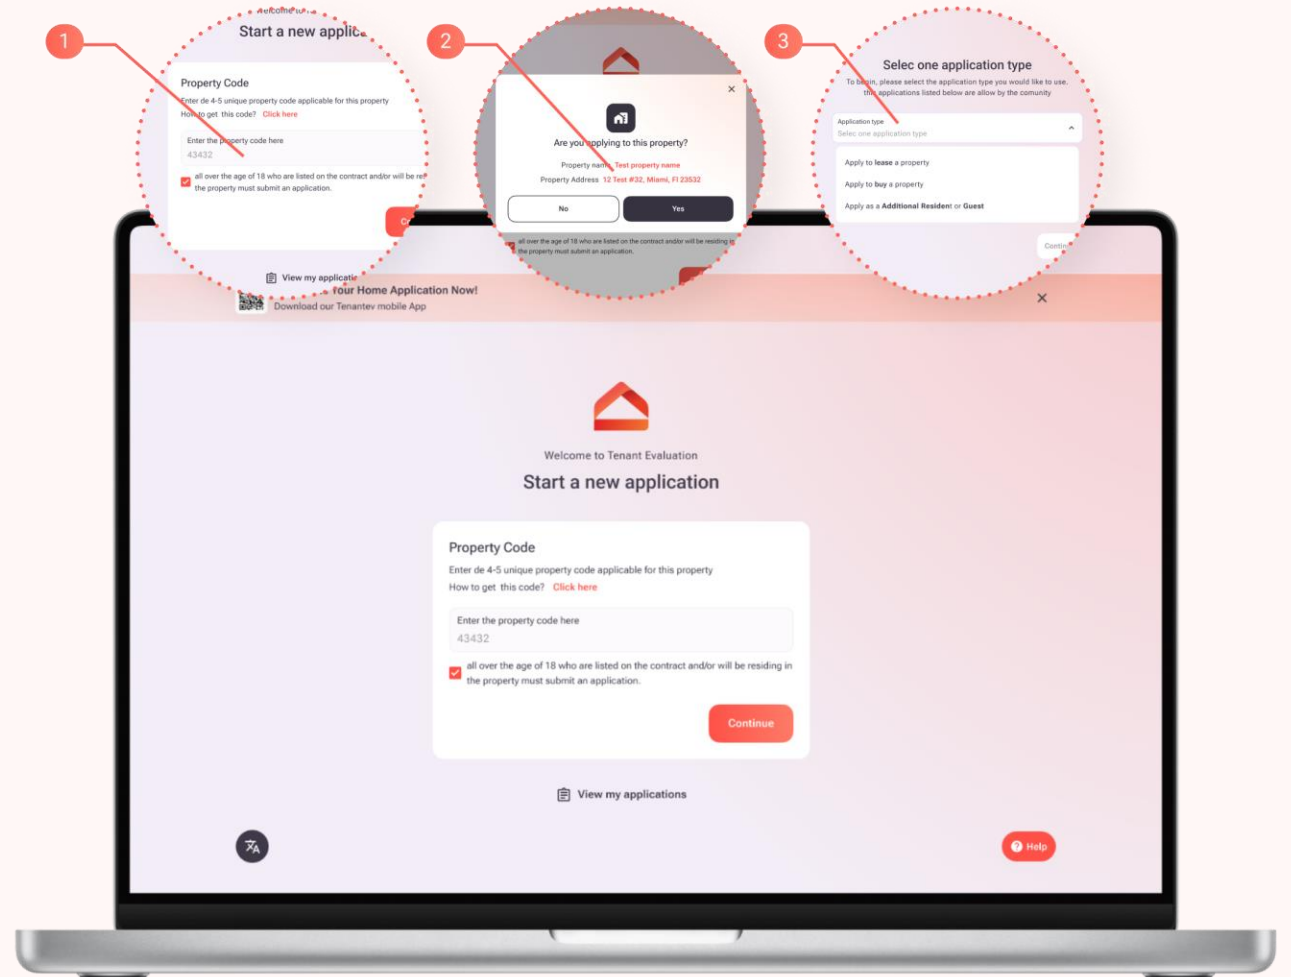 1
Start a new applic
Property Code
Enter de 4-5 unique property code applicable for this property
How to get this code? Click here
Enter the property code here
43432
all over the age of 18 who are listed on the contract and/or will be re
the property must submit an application.
View my applicatio
2
Are you applying to this property?
Property name Test property name
Property Address 12 Test #32, Miami, Fl 23532
No
Yes
all over the age of 18 who are listed on the contract and/or will be residing in
the property must submit an application.
3
Selec one application type
To begin, please select the application type you would like to use.
this applications listed below are allow by the comunity
Application type
Selec one application type
Apply to lease a property
Apply to buy a property
Apply as a Additional Resident or Guest
Contin
Your Home Application Now!
Download our Tenantev mobile App
Welcome to Tenant Evaluation
Start a new application
Property Code
Enter de 4-5 unique property code applicable for this property
How to get this code? Click here
Enter the property code here
43432
all over the age of 18 who are listed on the contract and/or will be residing in
the property must submit an application.
Continue
View my applications
Help